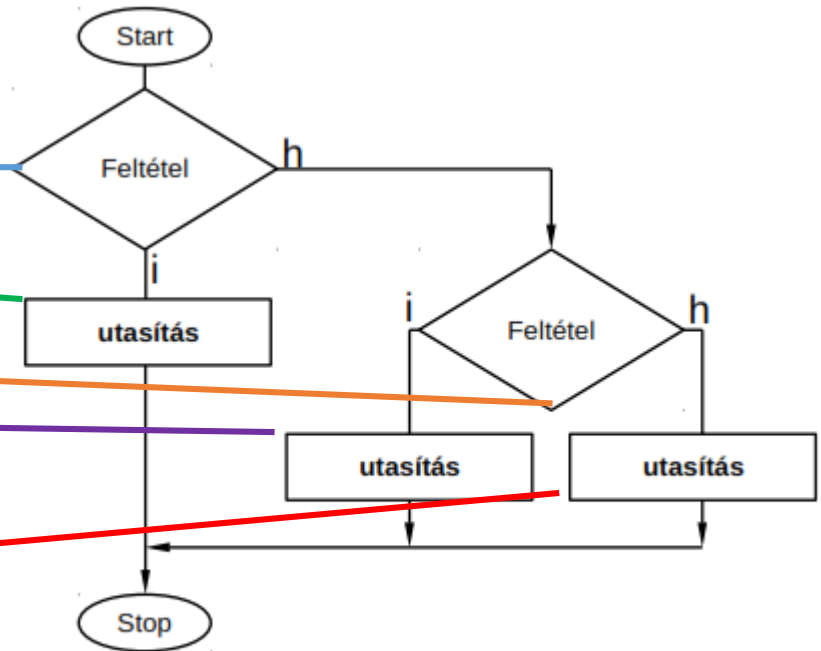 Start
Feltétel
h
i
utasítás
i
Feltétel
h
utasítás
utasítás
Stop